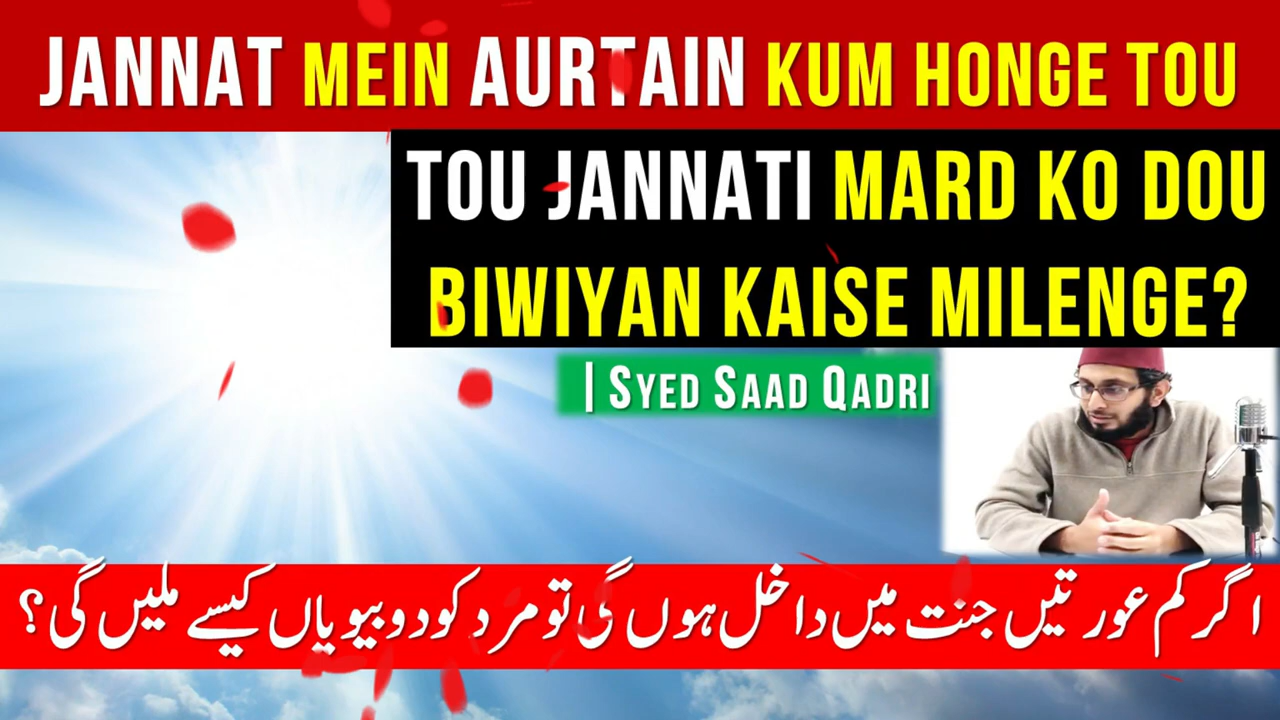 JANNAT MEIN AURTAIN KUM HONGE TOU
TOU JANNATI MARD KO DOU
BIWIYAN KAISE MILENGE?
| SYED SAAD QADRI
اگر کم عورتیں جنت میں داخل ہوں گی تو مرد کو دو بیویاں کیسے ملیں گی؟